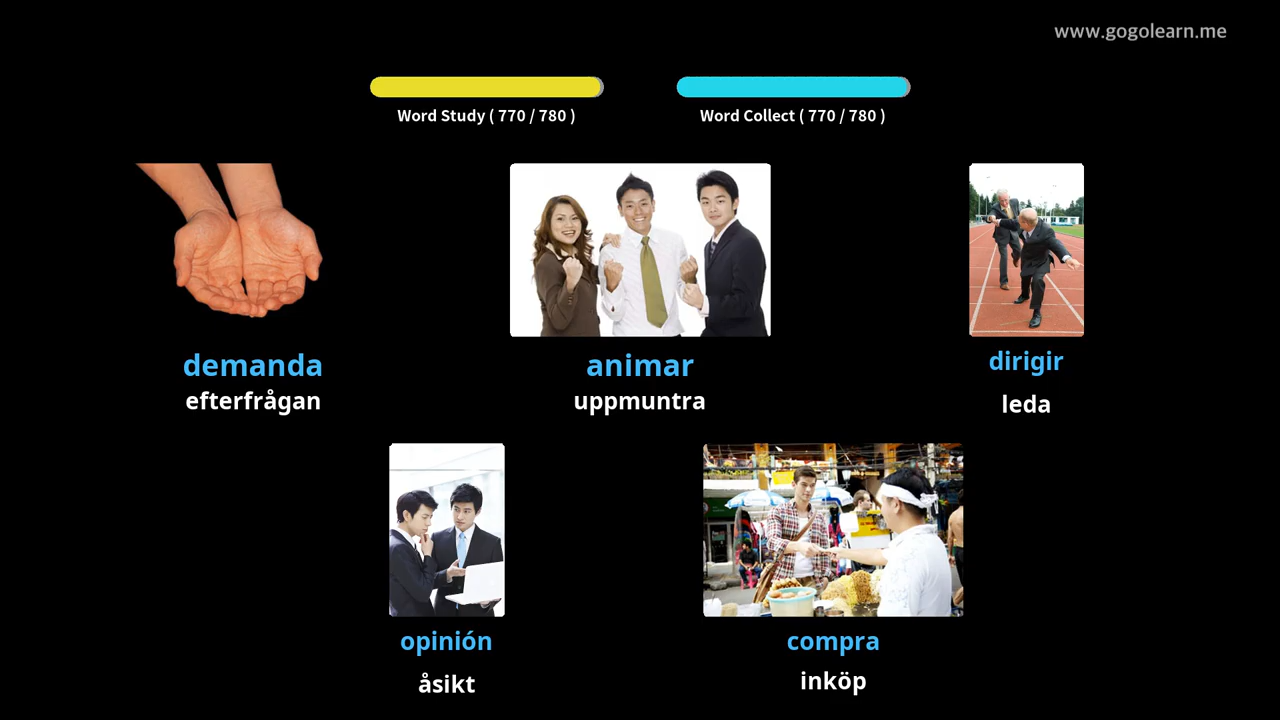 www.gogolearn.me
Word Study ( 770 / 780 )
Word Collect ( 770 / 780 )
demanda
efterfrågan
animar
uppmuntra
dirigir
leda
opinión
åsikt
compra
inköp